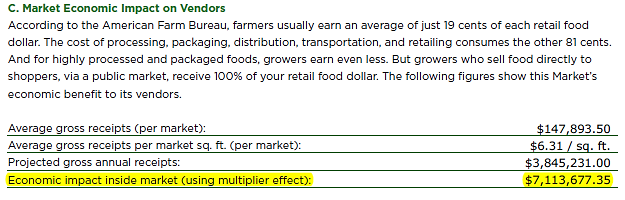 C. Market Economic Impact on Vendors
According to the American Farm Bureau, farmers usually earn an average of just 19 cents of each retail food
dollar. The cost of processing, packaging, distribution, transportation, and retailing consumes the other 81 cents.
And for highly processed and packaged foods, growers earn even less. But growers who sell food directly to
shoppers, via a public market, receive 100% of your retail food dollar. The following figures show this Market's
economic benefit to its vendors.
Average gross receipts (per market): $147,893.50
Average gross receipts per market sq. ft. (per market): $6.31 / sq. ft.
Projected gross annual receipts: $3,845,231.00
Economic impact inside market (using multiplier effect): $7,113,677.35